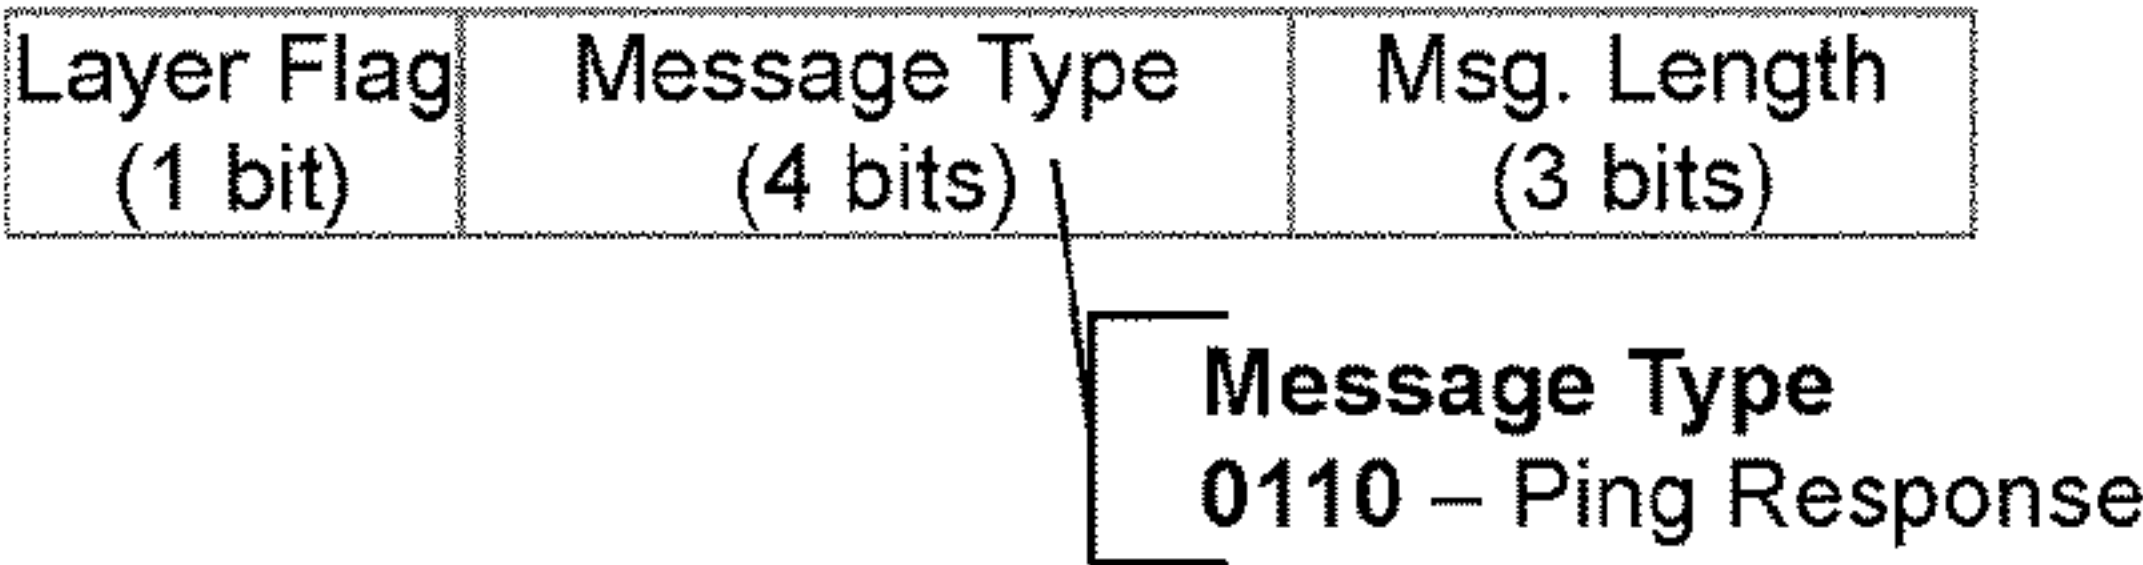 Layer Flag Message Type Msg. Length
(1 bit) (4 bits) (3 bits)
Message Type
0110 – Ping Response